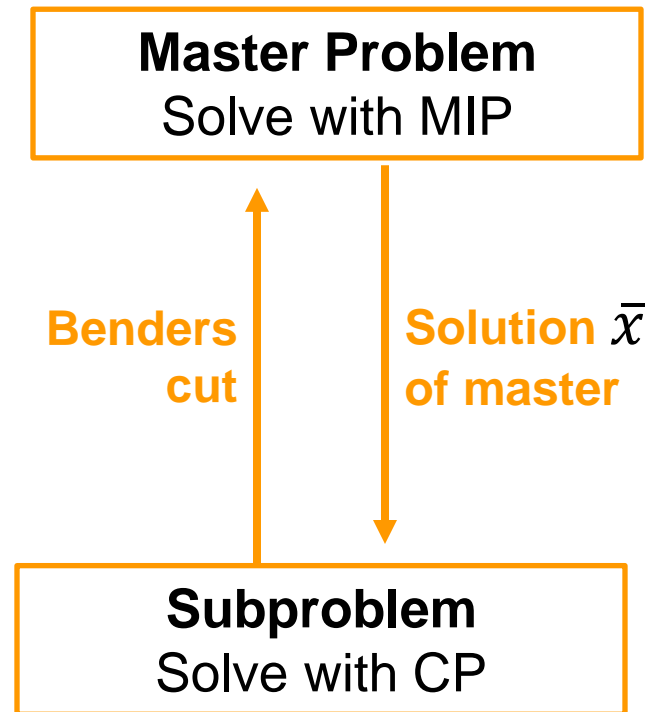 Master Problem
Solve with MIP
Benders
cut
Solution x̄
of master
Subproblem
Solve with CP